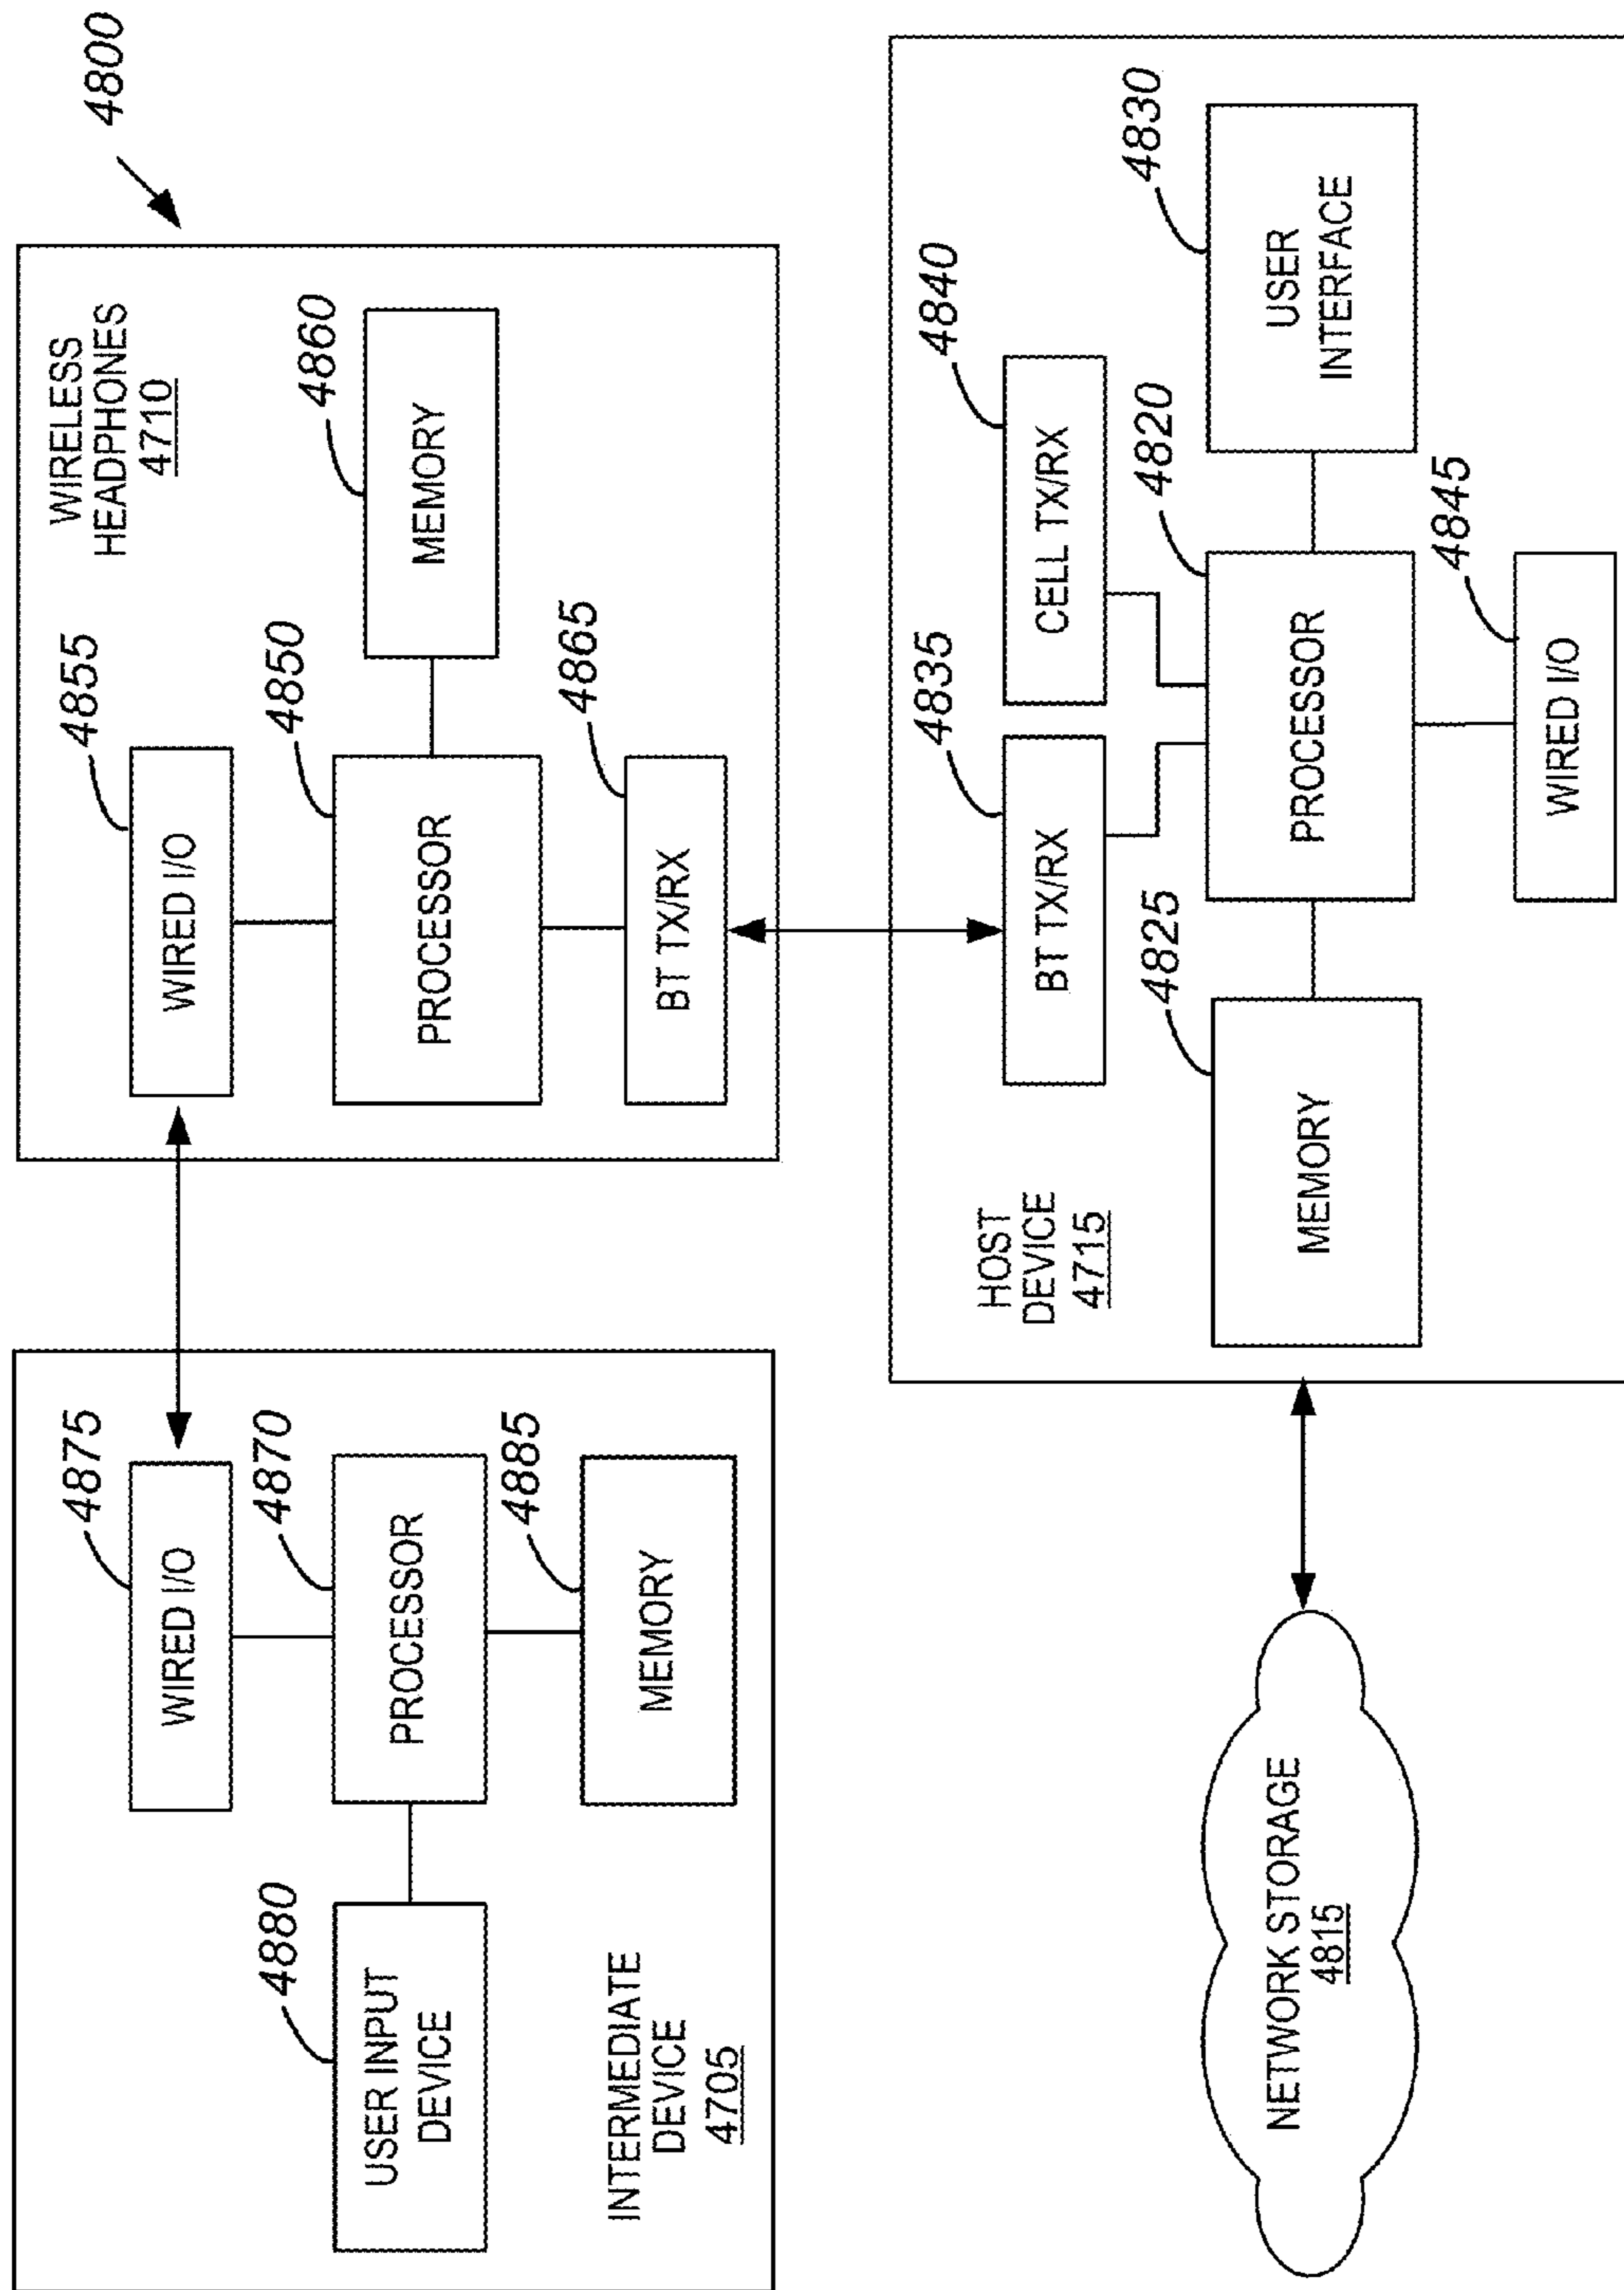 4800
4875
WIRED I/O
4870
PROCESSOR
4885
MEMORY
4880
USER INPUT
DEVICE
INTERMEDIATE
DEVICE
4705
WIRELESS
HEADPHONES
4710
4855
WIRED I/O
4850
PROCESSOR
4860
MEMORY
4865
BT TX/RX
HOST
DEVICE
4715
4835
BT TX/RX
4840
CELL TX/RX
4825
MEMORY
4820
PROCESSOR
4830
USER
INTERFACE
4845
WIRED I/O
NETWORK STORAGE
4815